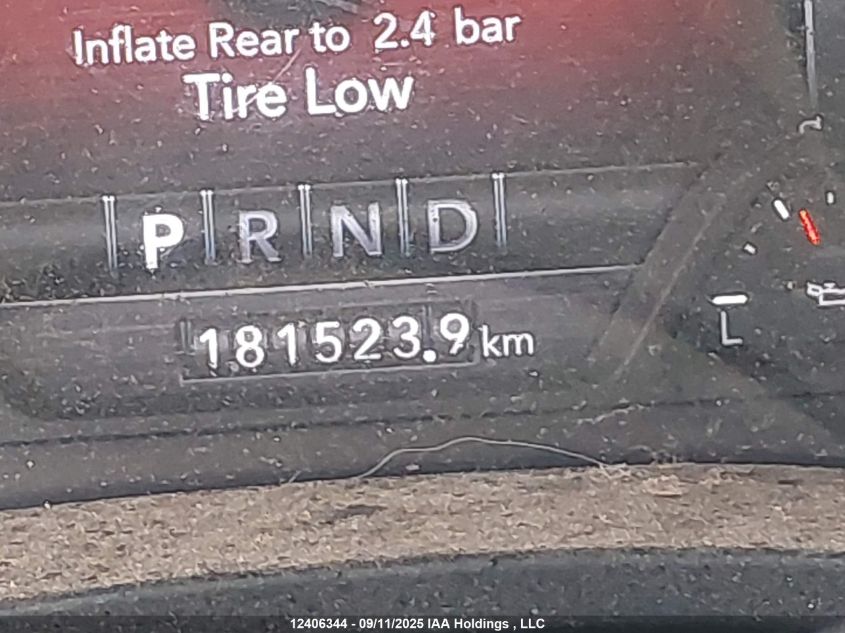 Inflate Rear to 2.4 bar
Tire Low
P R N D
181523.9 km
L
12406344 - 09/11/2025 IAA Holdings , LLC